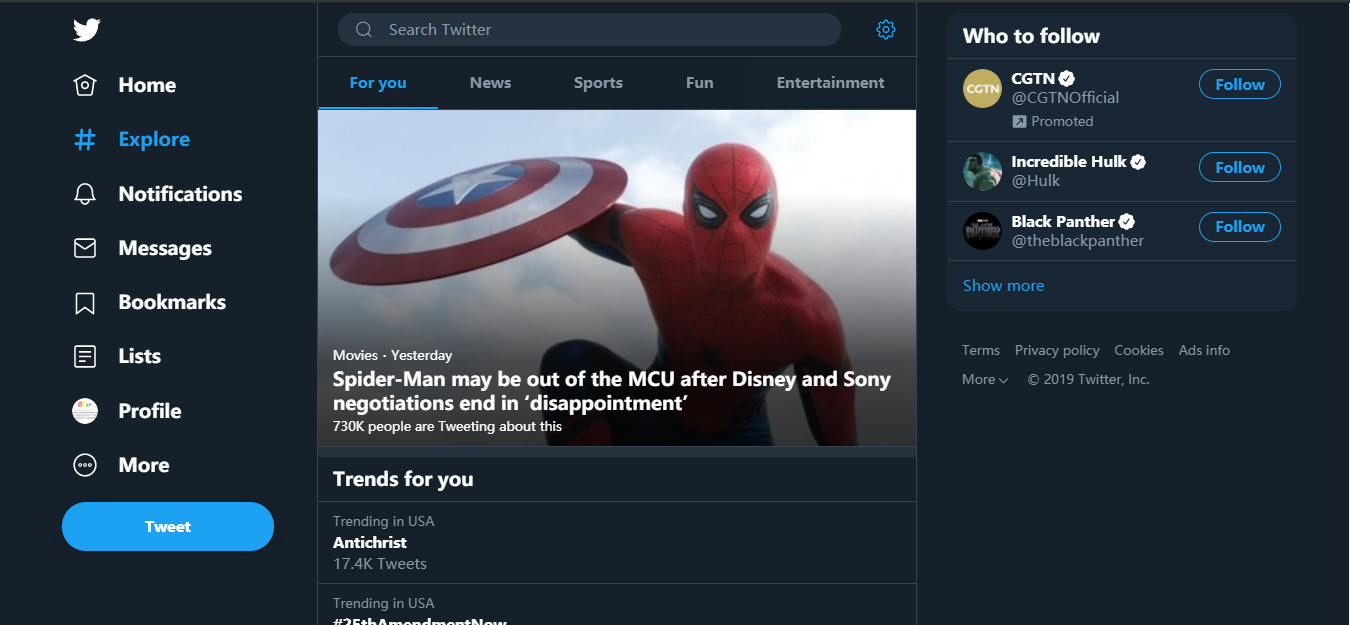 Home
Explore
Notifications
Messages
Bookmarks
Lists
Profile
More
Tweet
Search Twitter
For you News Sports Fun Entertainment
Movies · Yesterday
Spider-Man may be out of the MCU after Disney and Sony
negotiations end in ‘disappointment’
730K people are Tweeting about this
Trends for you
Trending in USA
Antichrist
17.4K Tweets
Trending in USA
#25thAmendmentNow
Who to follow
CGTN
CGTN
@CGTNOfficial
Promoted
Follow
Incredible Hulk
@Hulk
Follow
Black Panther
@theblackpanther
Follow
Show more
Terms Privacy policy Cookies Ads info
More © 2019 Twitter, Inc.